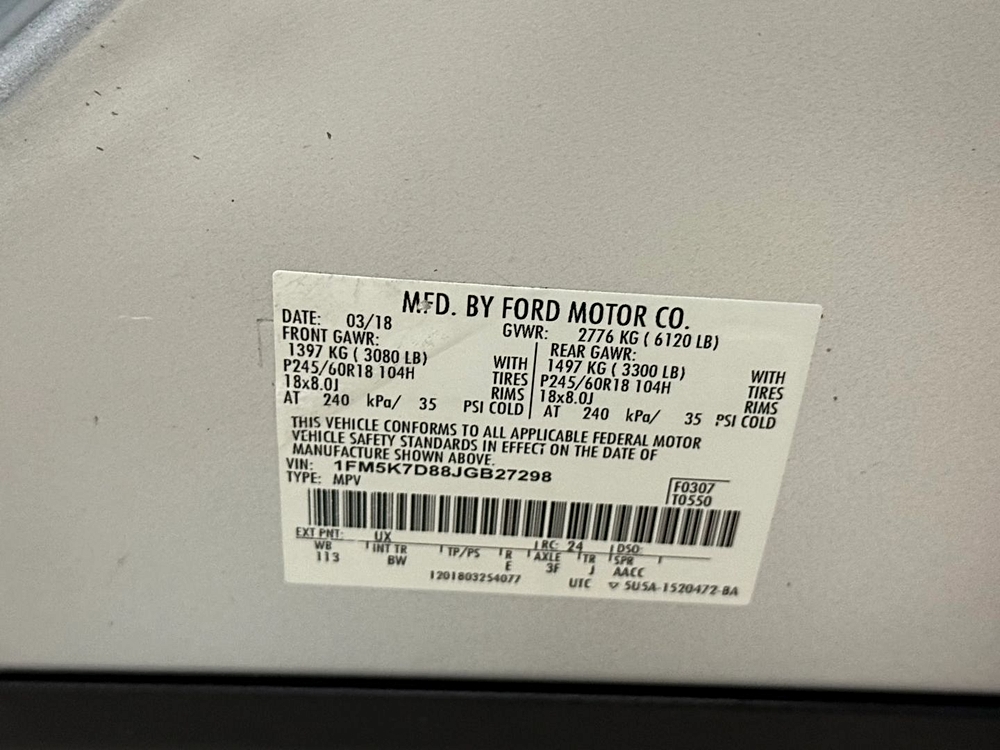 MFD. BY FORD MOTOR CO.
DATE: 03/18 GVWR: 2776 KG ( 6120 LB)
FRONT GAWR: REAR GAWR:
1397 KG ( 3080 LB) WITH 1497 KG ( 3300 LB) WITH
P245/60R18 104H TIRES P245/60R18 104H TIRES
18x8.0J RIMS 18x8.0J RIMS
AT 240 kPa/ 35 PSI COLD AT 240 kPa/ 35 PSI COLD
THIS VEHICLE CONFORMS TO ALL APPLICABLE FEDERAL MOTOR
VEHICLE SAFETY STANDARDS IN EFFECT ON THE DATE OF
MANUFACTURE SHOWN ABOVE.
VIN: 1FM5K7D88JGB27298
TYPE: MPV
F0307
T0550
EXT PNT: UX RC: 24 DSO:
WB INT TR TP/PS R AXLE TR SPR
113 BW E 3F J AACC
1201803254077 UTC ▽ 5U5A-1520472-BA